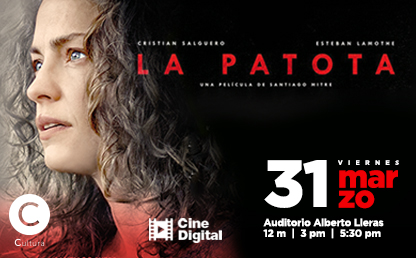 CRISTIAN SALGUERO
ESTEBAN LAMOTHE
LA PATOTA
UNA PELÍCULA DE SANTIAGO MITRE
VIERNES
31 mar
zo
Auditorio Alberto Lleras
12 m | 3 pm | 5:30 pm
Cine
Digital
C
Cultura